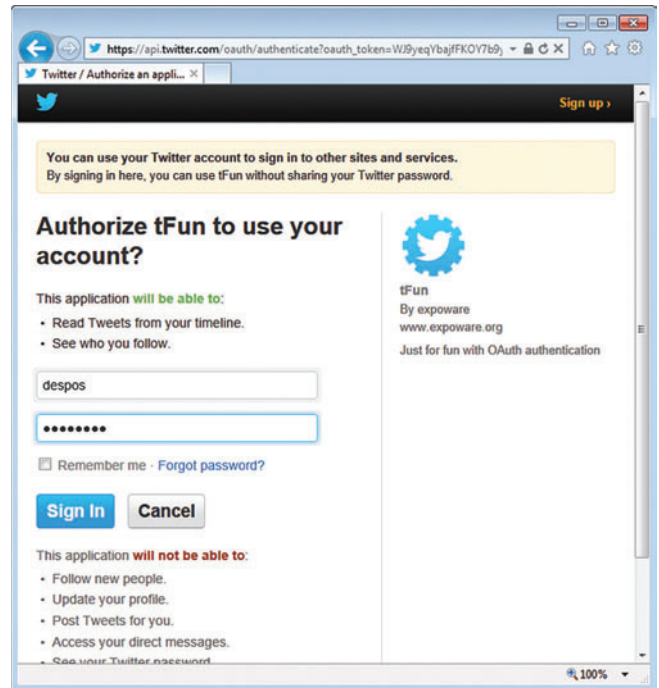 https://api.twitter.com/oauth/authenticate?oauth_token=WJ9yeqYbajfFKOY7b9j
Twitter / Authorize an appli...
Sign up ›
You can use your Twitter account to sign in to other sites and services.
By signing in here, you can use tFun without sharing your Twitter password.
Authorize tFun to use your
account?
This application will be able to:
• Read Tweets from your timeline.
• See who you follow.
despos
••••••••
Remember me · Forgot password?
Sign In
Cancel
This application will not be able to:
• Follow new people.
• Update your profile.
• Post Tweets for you.
• Access your direct messages.
• See your Twitter password.
tFun
By expoware
www.expoware.org
Just for fun with OAuth authentication
100%